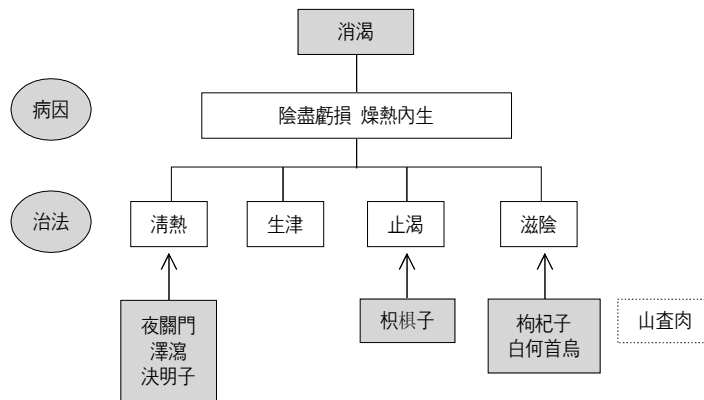 消渴
病因
陰盡虧損 燥熱內生
治法
淸熱
生津
止渴
滋陰
夜關門
澤瀉
決明子
枳椇子
枸杞子
白何首烏
山査肉